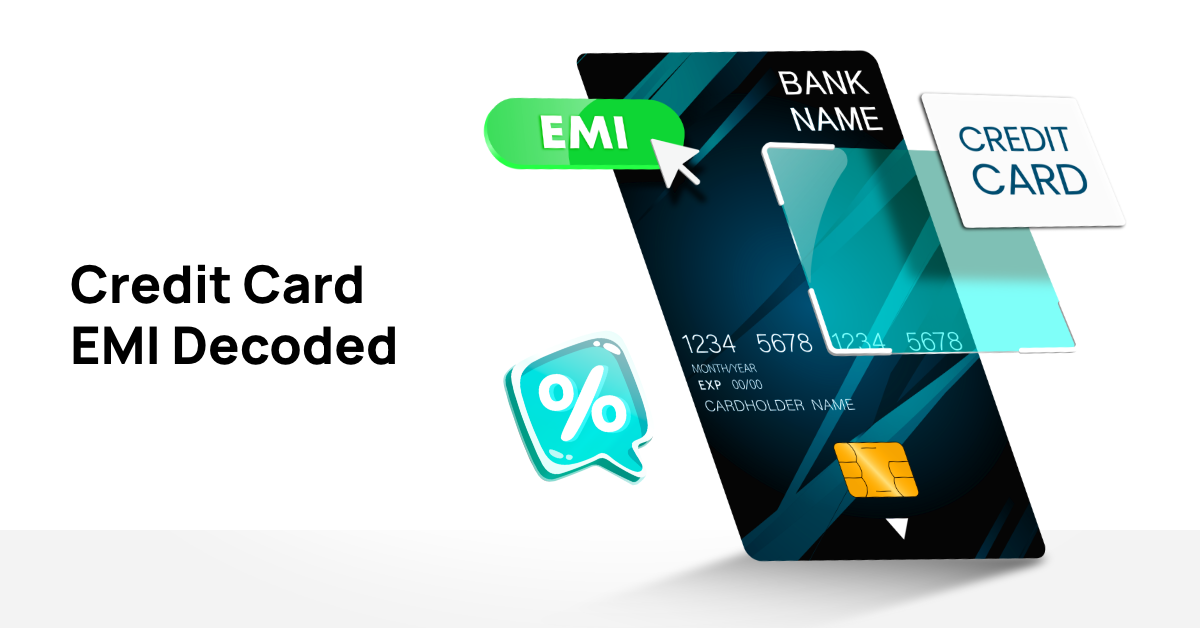 Credit Card
EMI Decoded
EMI
BANK
NAME
CREDIT
CARD
1234 5678 1234 5678
MONTH/YEAR
EXP 00/00
CARDHOLDER NAME
%